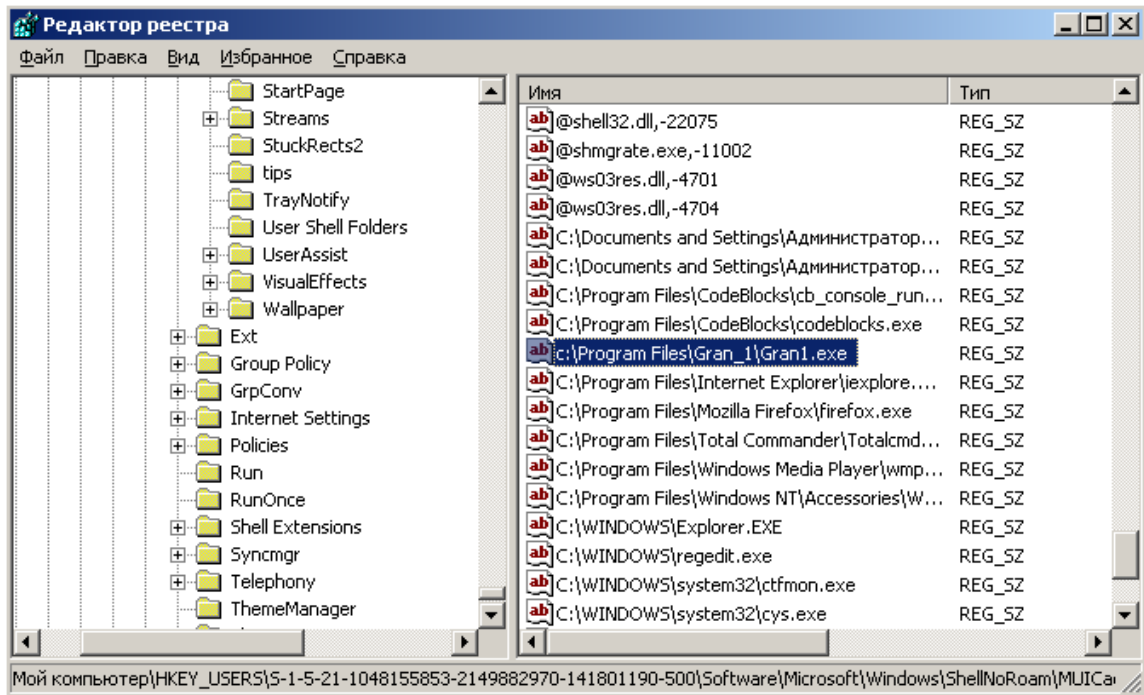 Редактор реестра
Файл Правка Вид Избранное Справка
StartPage
Streams
StuckRects2
tips
TrayNotify
User Shell Folders
UserAssist
VisualEffects
Wallpaper
Ext
Group Policy
GrpConv
Internet Settings
Policies
Run
RunOnce
Shell Extensions
Syncmgr
Telephony
ThemeManager
Имя Тип
@shell32.dll,-22075 REG_SZ
@shmgrate.exe,-11002 REG_SZ
@ws03res.dll,-4701 REG_SZ
@ws03res.dll,-4704 REG_SZ
C:\Documents and Settings\Администратор... REG_SZ
C:\Documents and Settings\Администратор... REG_SZ
C:\Program Files\CodeBlocks\cb_console_run... REG_SZ
C:\Program Files\CodeBlocks\codeblocks.exe REG_SZ
c:\Program Files\Gran_1\Gran1.exe REG_SZ
C:\Program Files\Internet Explorer\iexplore.... REG_SZ
C:\Program Files\Mozilla Firefox\firefox.exe REG_SZ
C:\Program Files\Total Commander\Totalcmd... REG_SZ
C:\Program Files\Windows Media Player\wmp... REG_SZ
C:\Program Files\Windows NT\Accessories\W... REG_SZ
C:\WINDOWS\Explorer.EXE REG_SZ
C:\WINDOWS\regedit.exe REG_SZ
C:\WINDOWS\system32\ctfmon.exe REG_SZ
C:\WINDOWS\system32\cys.exe REG_SZ
Мой компьютер\HKEY_USERS\S-1-5-21-1048155853-2149882970-141801190-500\Software\Microsoft\Windows\ShellNoRoam\MUICa